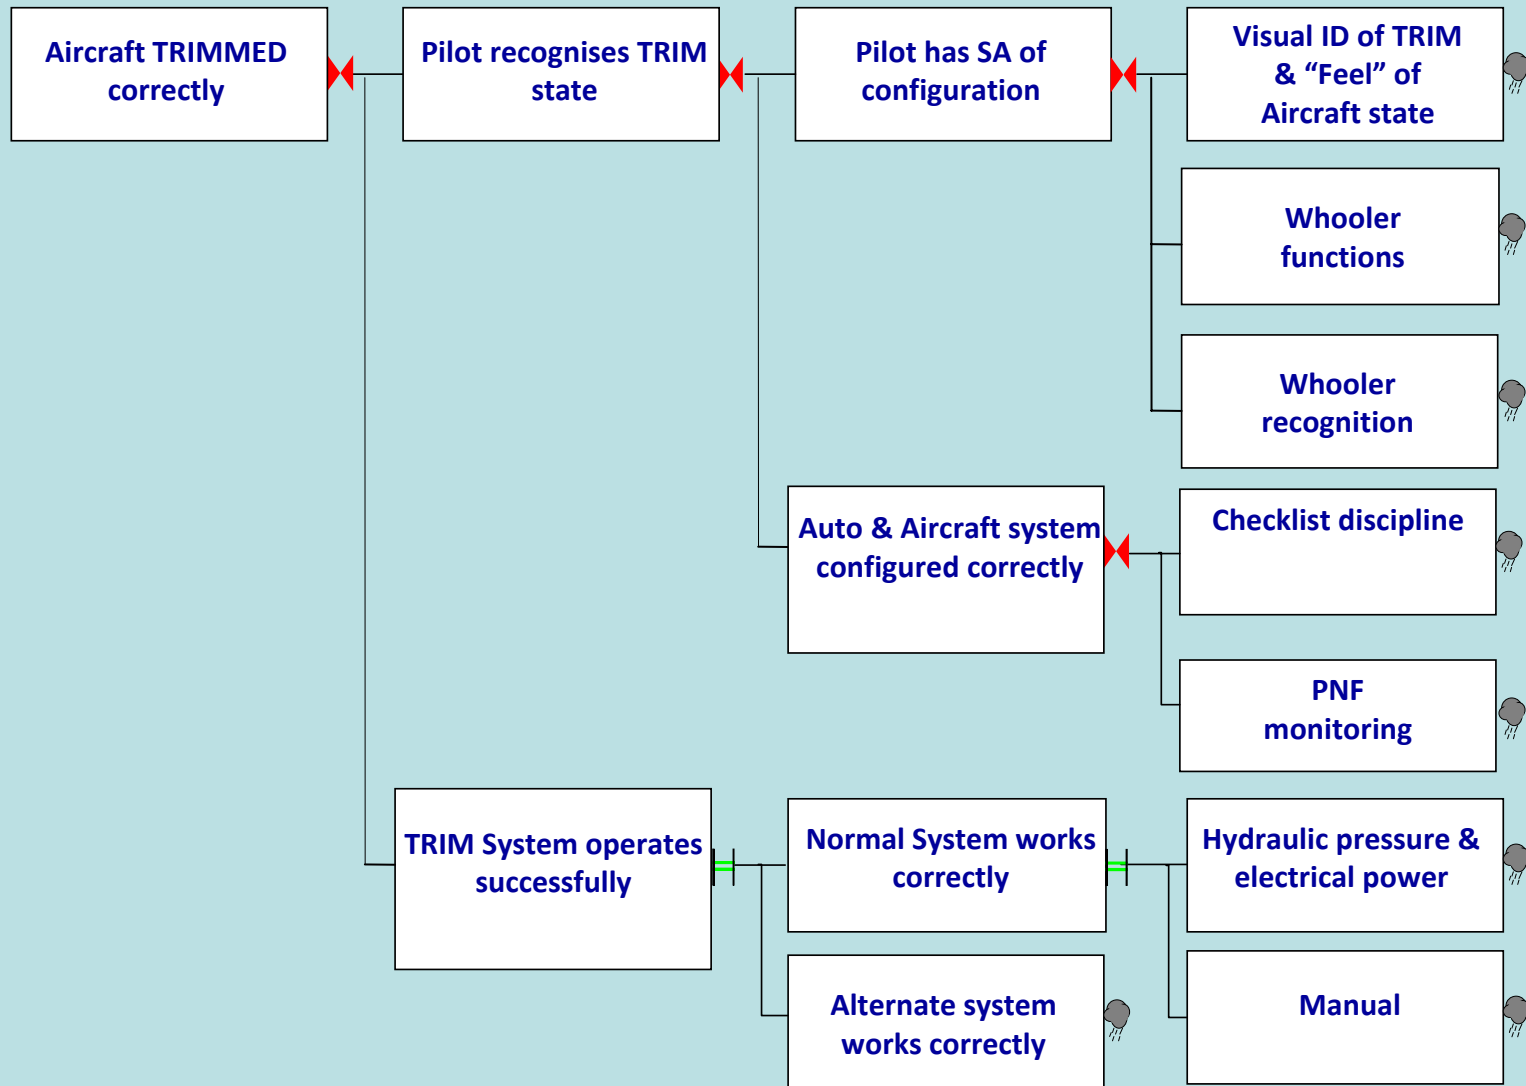 Aircraft TRIMMED
correctly
Pilot recognises TRIM
state
Pilot has SA of
configuration
Visual ID of TRIM
& “Feel” of
Aircraft state
Whooler
functions
Whooler
recognition
Auto & Aircraft system
configured correctly
Checklist discipline
PNF
monitoring
TRIM System operates
successfully
Normal System works
correctly
Hydraulic pressure &
electrical power
Alternate system
works correctly
Manual